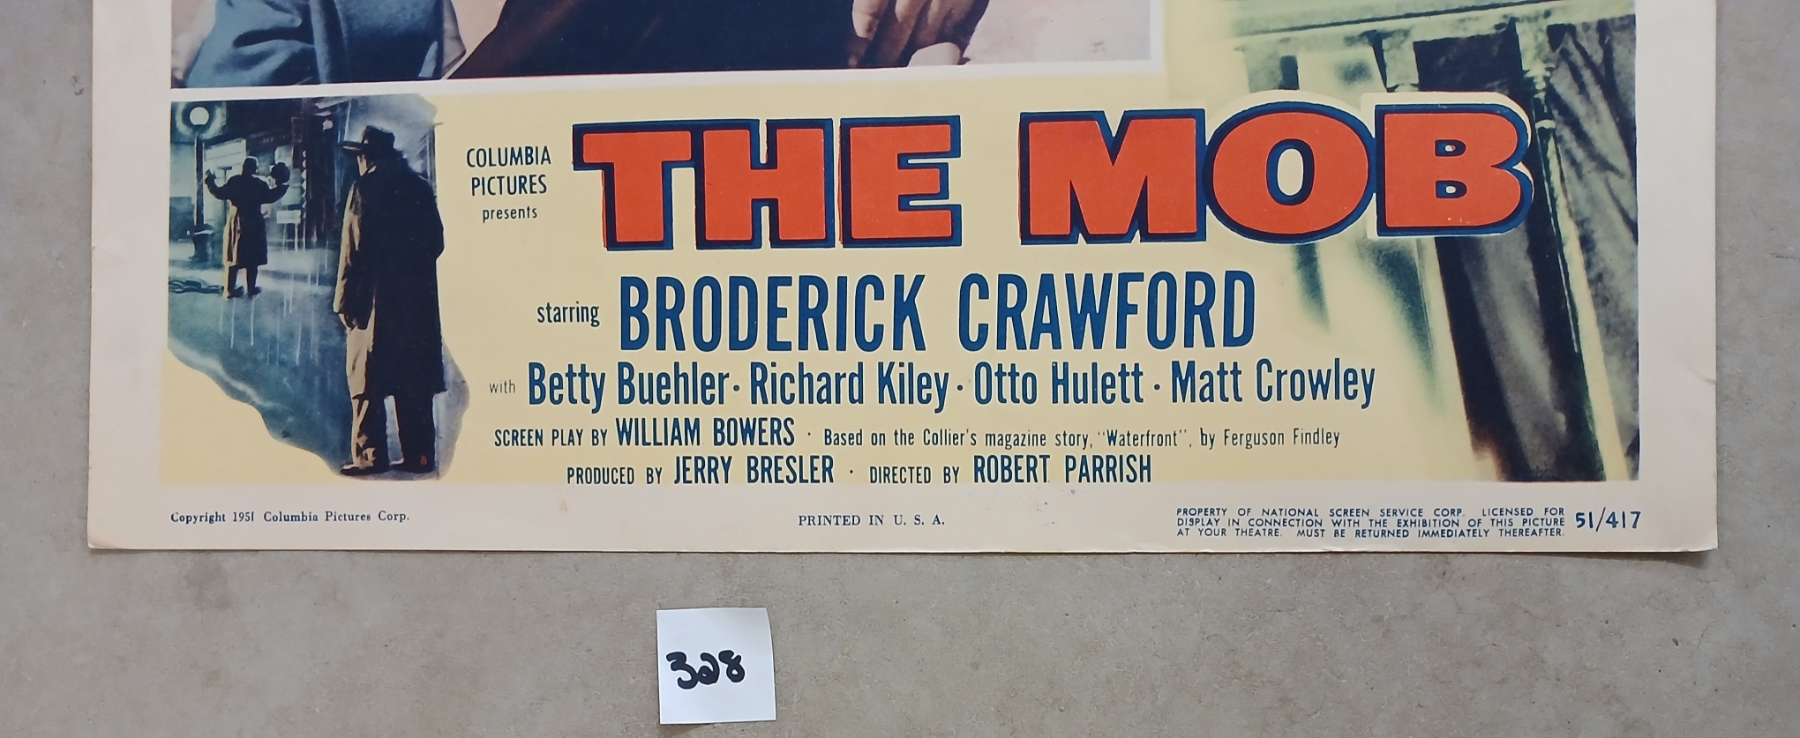 COLUMBIA
PICTURES
presents
THE MOB
starring BRODERICK CRAWFORD
with Betty Buehler · Richard Kiley · Otto Hulett · Matt Crowley
SCREEN PLAY BY WILLIAM BOWERS · Based on the Collier's magazine story, "Waterfront", by Ferguson Findley
PRODUCED BY JERRY BRESLER · DIRECTED BY ROBERT PARRISH
Copyright 1951 Columbia Pictures Corp.
PRINTED IN U. S. A.
PROPERTY OF NATIONAL SCREEN SERVICE CORP. LICENSED FOR
DISPLAY IN CONNECTION WITH THE EXHIBITION OF THIS PICTURE
AT YOUR THEATRE. MUST BE RETURNED IMMEDIATELY THEREAFTER.
51/417
328